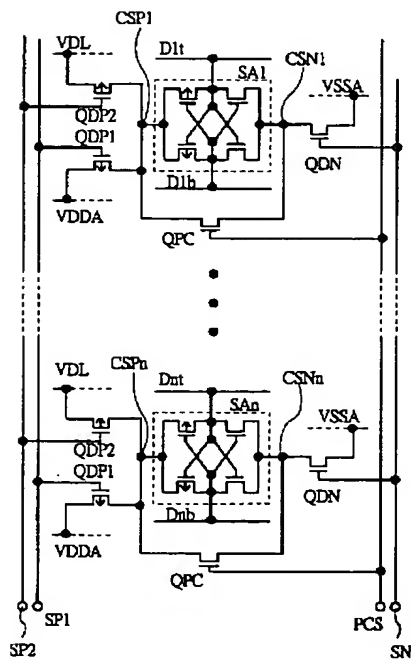 CSP1
D1t
CSN1
VDL
SA1
VSSA
QDP2
QDP1
QDN
VDDA
D1b
QPC
CSPn
Dnt
CSNn
VDL
SAn
VSSA
QDP2
QDP1
QDN
VDDA
Dnb
QPC
SP1
PCS
SP2
SN